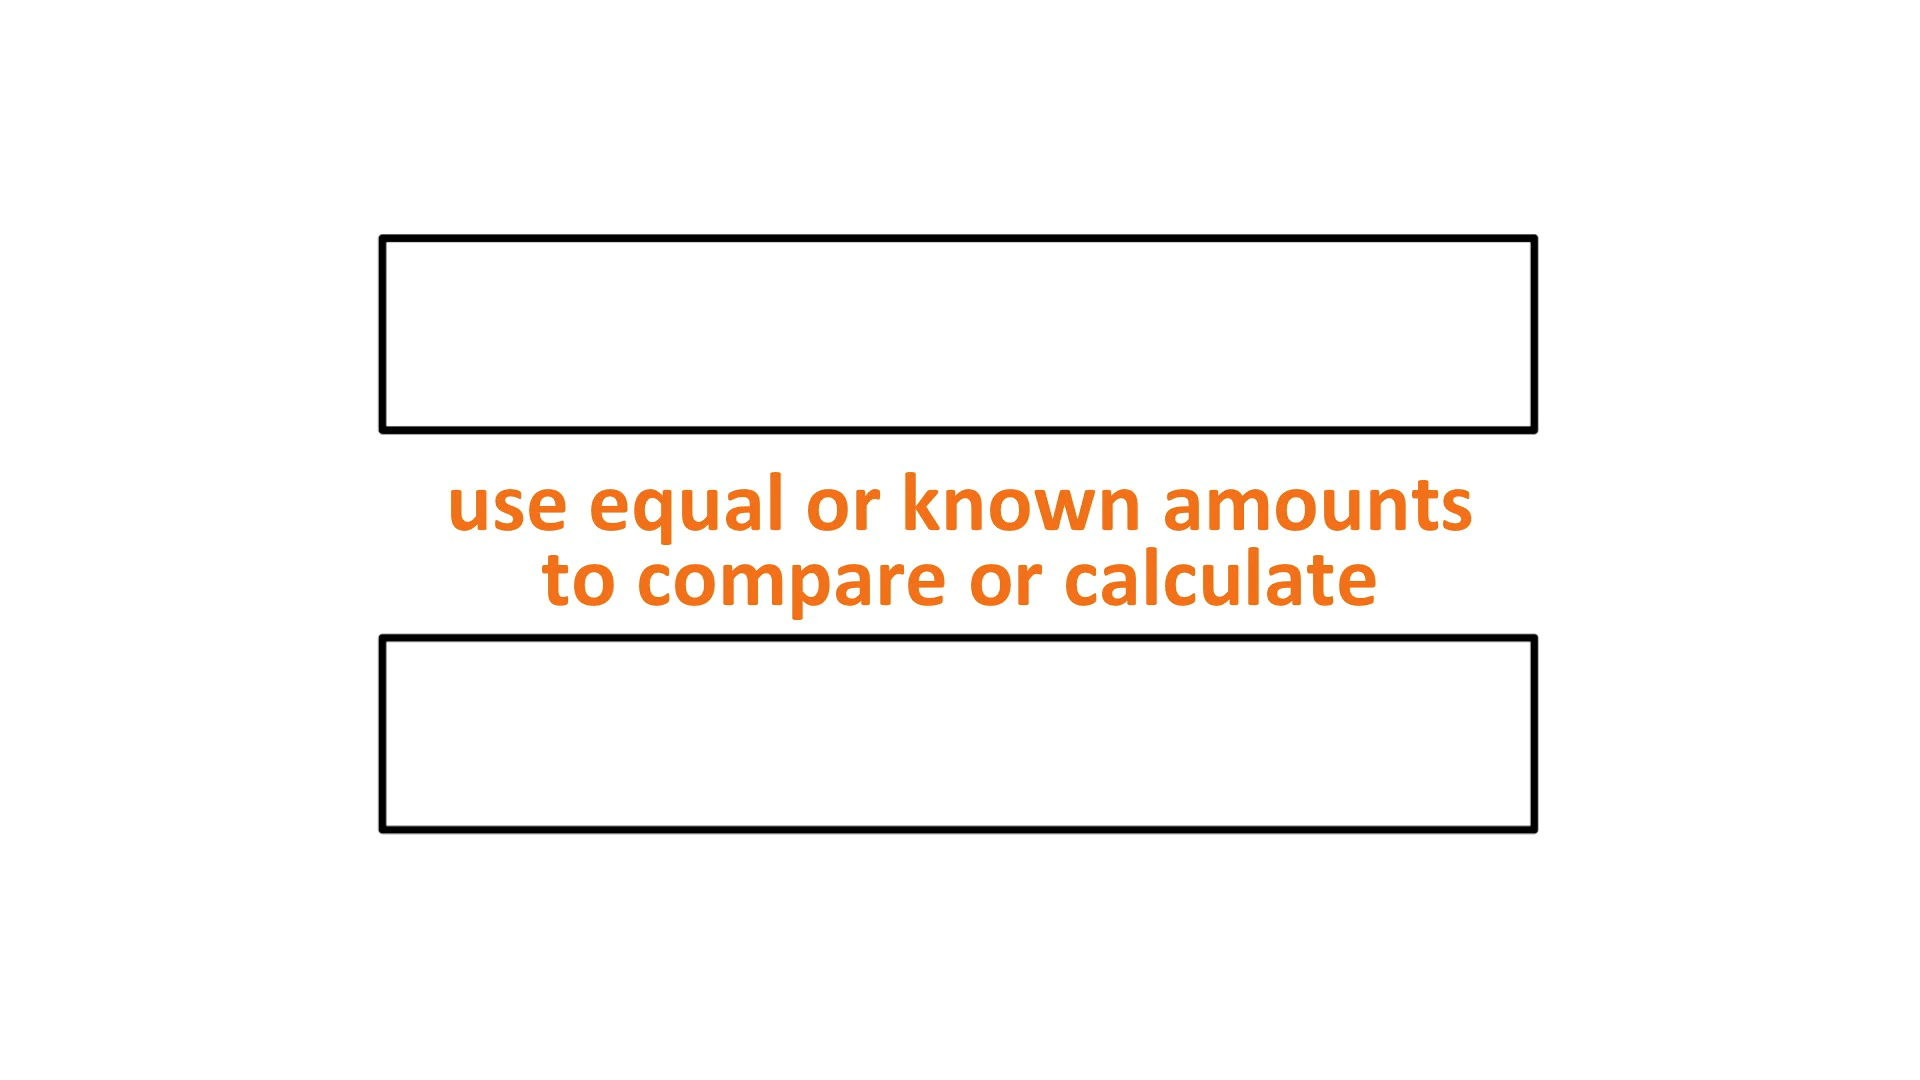 use equal or known amounts
to compare or calculate